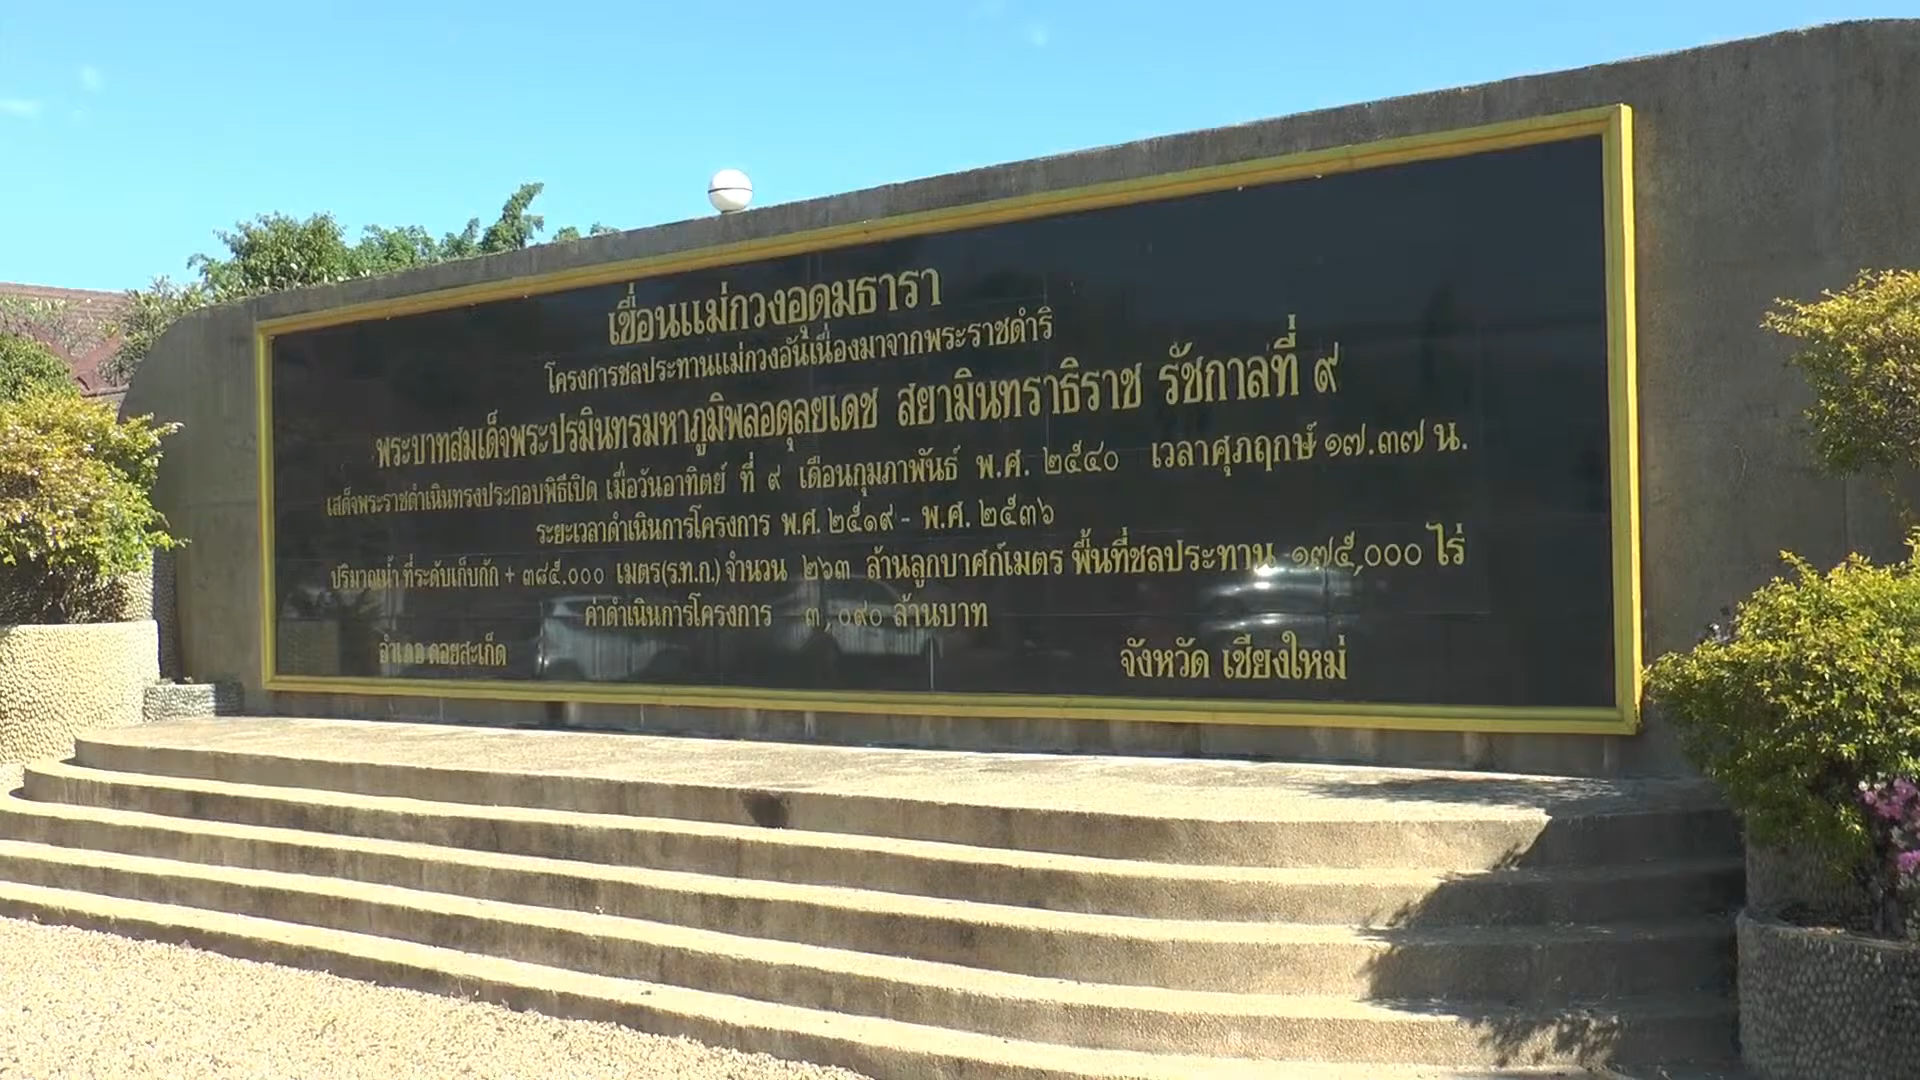 เขื่อนแม่กวงอุดมธารา
โครงการชลประทานแม่กวงอันเนื่องมาจากพระราชดำริ
พระบาทสมเด็จพระปรมินทรมหาภูมิพลอดุลยเดช สยามินทราธิราช รัชกาลที่ ๙
เสด็จพระราชดำเนินทรงประกอบพิธีเปิด เมื่อวันอาทิตย์ ที่ ๙ เดือนกุมภาพันธ์ พ.ศ. ๒๕๔๐ เวลาศุภฤกษ์ ๑๗.๓๗ น.
ระยะเวลาดำเนินการโครงการ พ.ศ. ๒๕๑๙ - พ.ศ. ๒๕๓๖
ปริมาณน้ำ ที่ระดับเก็บกัก + ๓๘๕.๐๐๐ เมตร(ร.ท.ก.) จำนวน ๒๖๓ ล้านลูกบาศก์เมตร พื้นที่ชลประทาน ๑๗๕,๐๐๐ ไร่
ค่าดำเนินการโครงการ ๓,๐๙๐ ล้านบาท
อำเภอ ดอยสะเก็ด จังหวัด เชียงใหม่